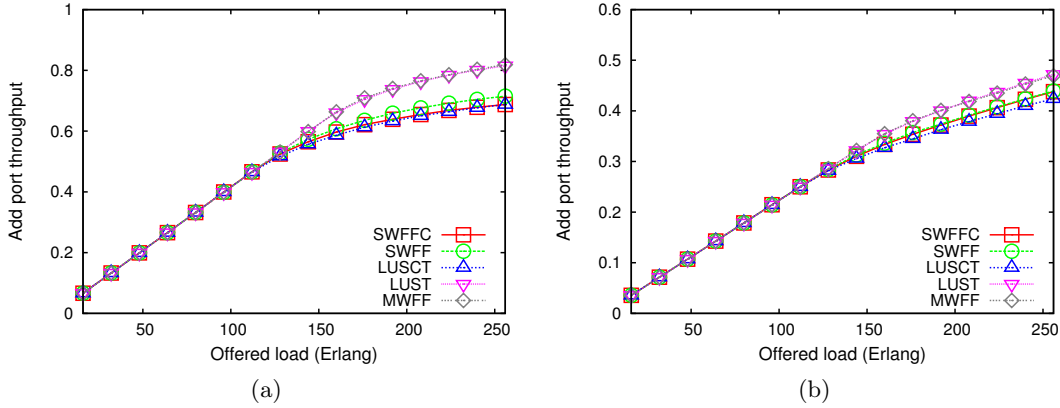 Add port throughput
1
0.8
0.6
0.4
0.2
0
50
100
150
200
250
Offered load (Erlang)
SWFFC
SWFF
LUSCT
LUST
MWFF
(a)
Add port throughput
0.6
0.5
0.4
0.3
0.2
0.1
0
50
100
150
200
250
Offered load (Erlang)
SWFFC
SWFF
LUSCT
LUST
MWFF
(b)